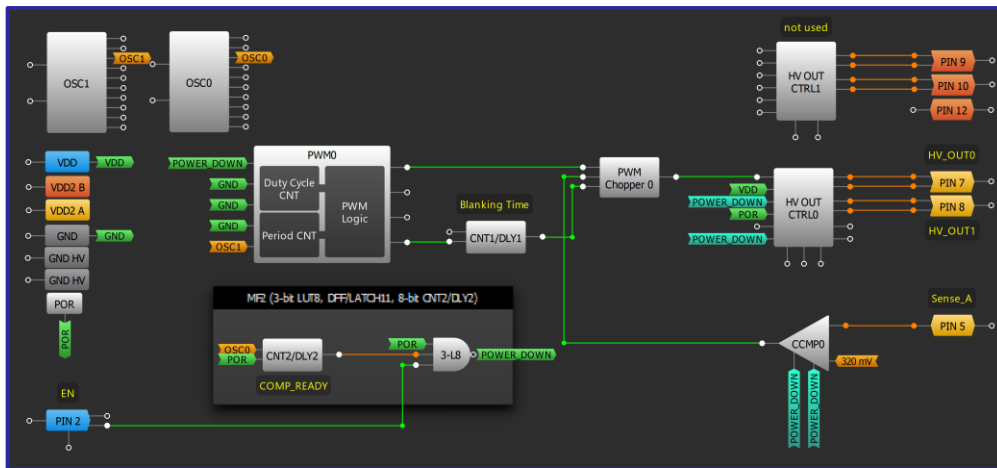 not used
OSC1
OSC1
OSC0
OSC0
HV OUT
CTRL1
PIN 9
PIN 10
PIN 12
VDD
VDD
VDD2 B
VDD2 A
GND
GND
GND HV
GND HV
POR
POR
POWER_DOWN
GND
GND
GND
OSC1
PWM0
Duty Cycle
CNT
Period CNT
PWM
Logic
Blanking Time
CNT1/DLY1
PWM
Chopper 0
VDD
POWER_DOWN
POR
POWER_DOWN
HV OUT
CTRL0
HV_OUT0
PIN 7
PIN 8
HV_OUT1
MF2 (3-bit LUT8, DFF/LATCH11, 8-bit CNT2/DLY2)
OSC0
POR
CNT2/DLY2
COMP_READY
POR
3-L8
POWER_DOWN
Sense_A
PIN 5
CCMP0
320 mV
POWER_DOWN
POWER_DOWN
EN
PIN 2